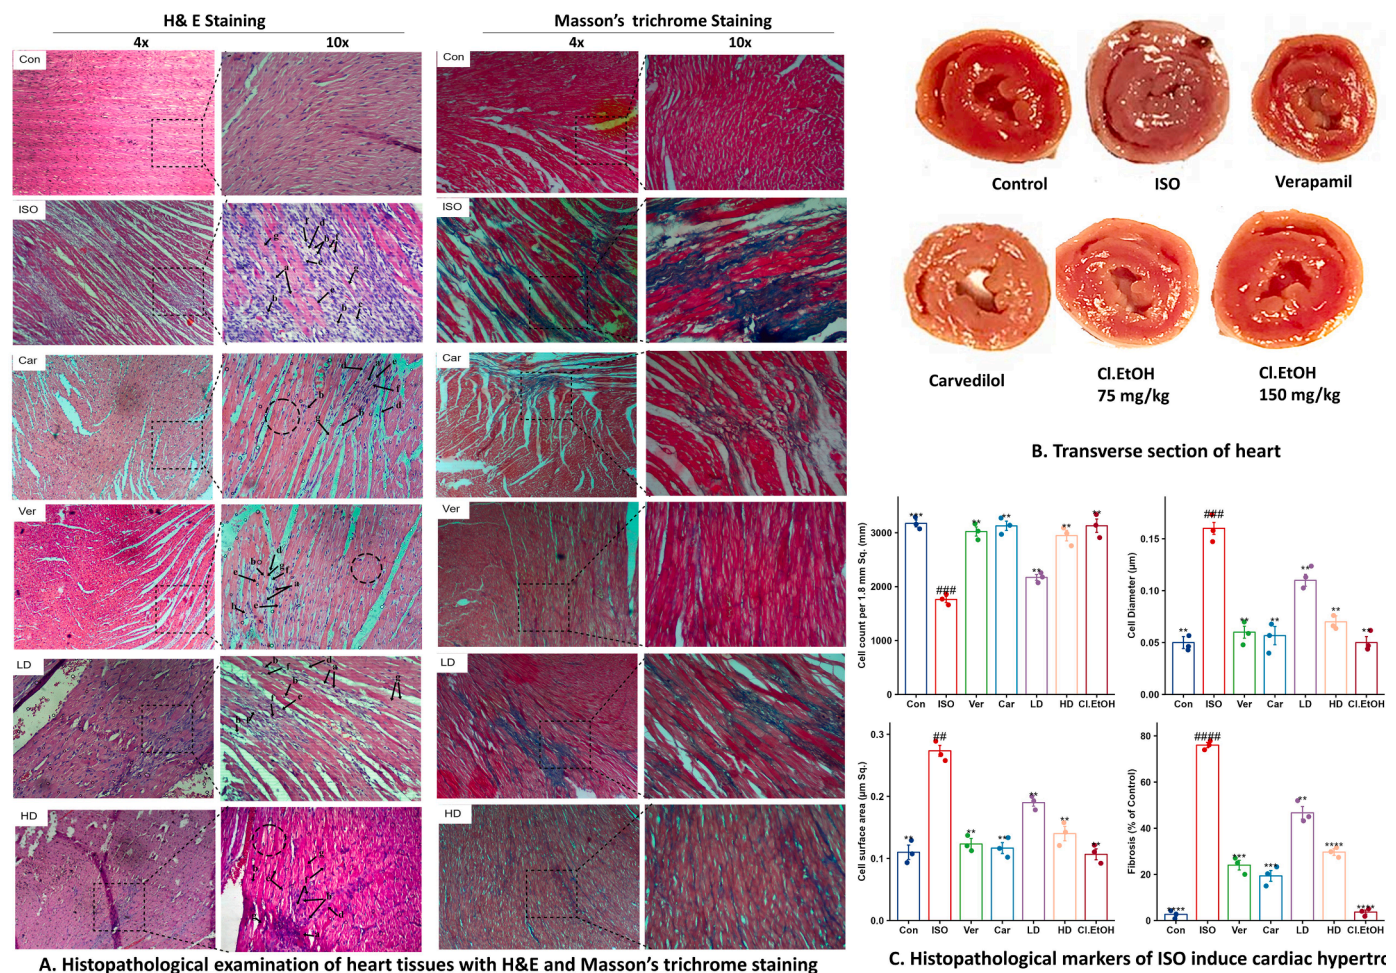 H& E Staining
4x
10x
Masson's trichrome Staining
4x
10x
Con
ISO
Car
Ver
LD
HD
Con
ISO
Car
Ver
LD
HD
A. Histopathological examination of heart tissues with H&E and Masson's trichrome staining
Control
ISO
Verapamil
Carvedilol
Cl.EtOH
75 mg/kg
Cl.EtOH
150 mg/kg
B. Transverse section of heart
Cell count per 1.8 mm Sq. (mm)
3000
2000
1000
0
***
###
**
**
**
**
**
Con ISO Ver Car LD HD Cl.EtOH
Cell Diameter (μm)
0.15
0.10
0.05
0.00
**
###
**
**
**
**
**
Con ISO Ver Car LD HD Cl.EtOH
Cell surface area (μm Sq.)
0.3
0.2
0.1
0.0
**
##
**
**
**
**
**
Con ISO Ver Car LD HD Cl.EtOH
Fibrosis (% of Control)
80
60
40
20
0
****
####
***
***
**
****
****
Con ISO Ver Car LD HD Cl.EtOH
C. Histopathological markers of ISO induce cardiac hypertro